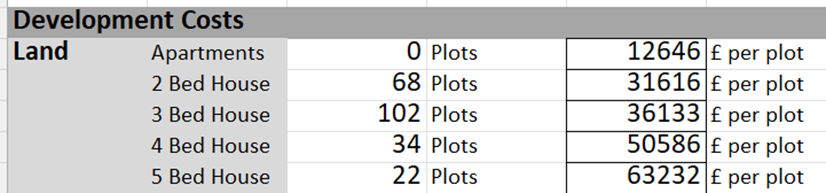 Development Costs
Land Apartments 0 Plots 12646 £ per plot
2 Bed House 68 Plots 31616 £ per plot
3 Bed House 102 Plots 36133 £ per plot
4 Bed House 34 Plots 50586 £ per plot
5 Bed House 22 Plots 63232 £ per plot